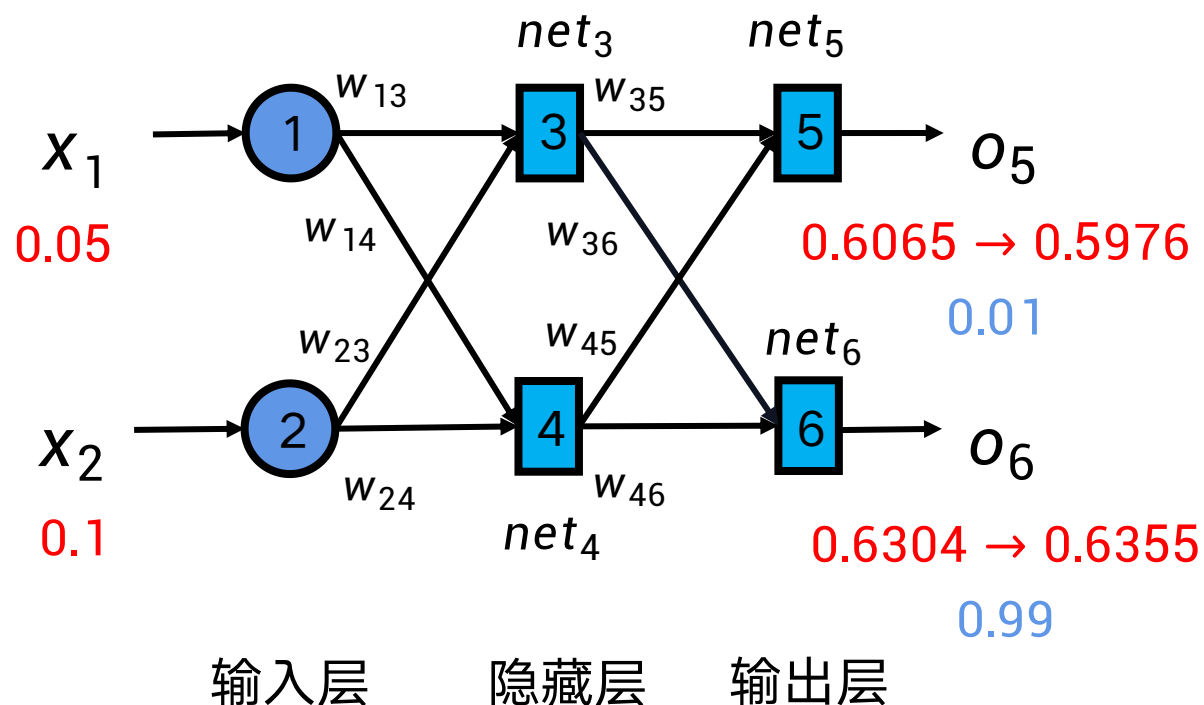 net₃ net₅
w₁₃ w₃₅
x₁ 1 3 5 o₅
0.05 w₁₄ w₃₆ 0.6065 → 0.5976
0.01
w₂₃ w₄₅ net₆
x₂ 2 4 6 o₆
w₂₄ w₄₆
0.1 net₄ 0.6304 → 0.6355
0.99
输入层 隐藏层 输出层